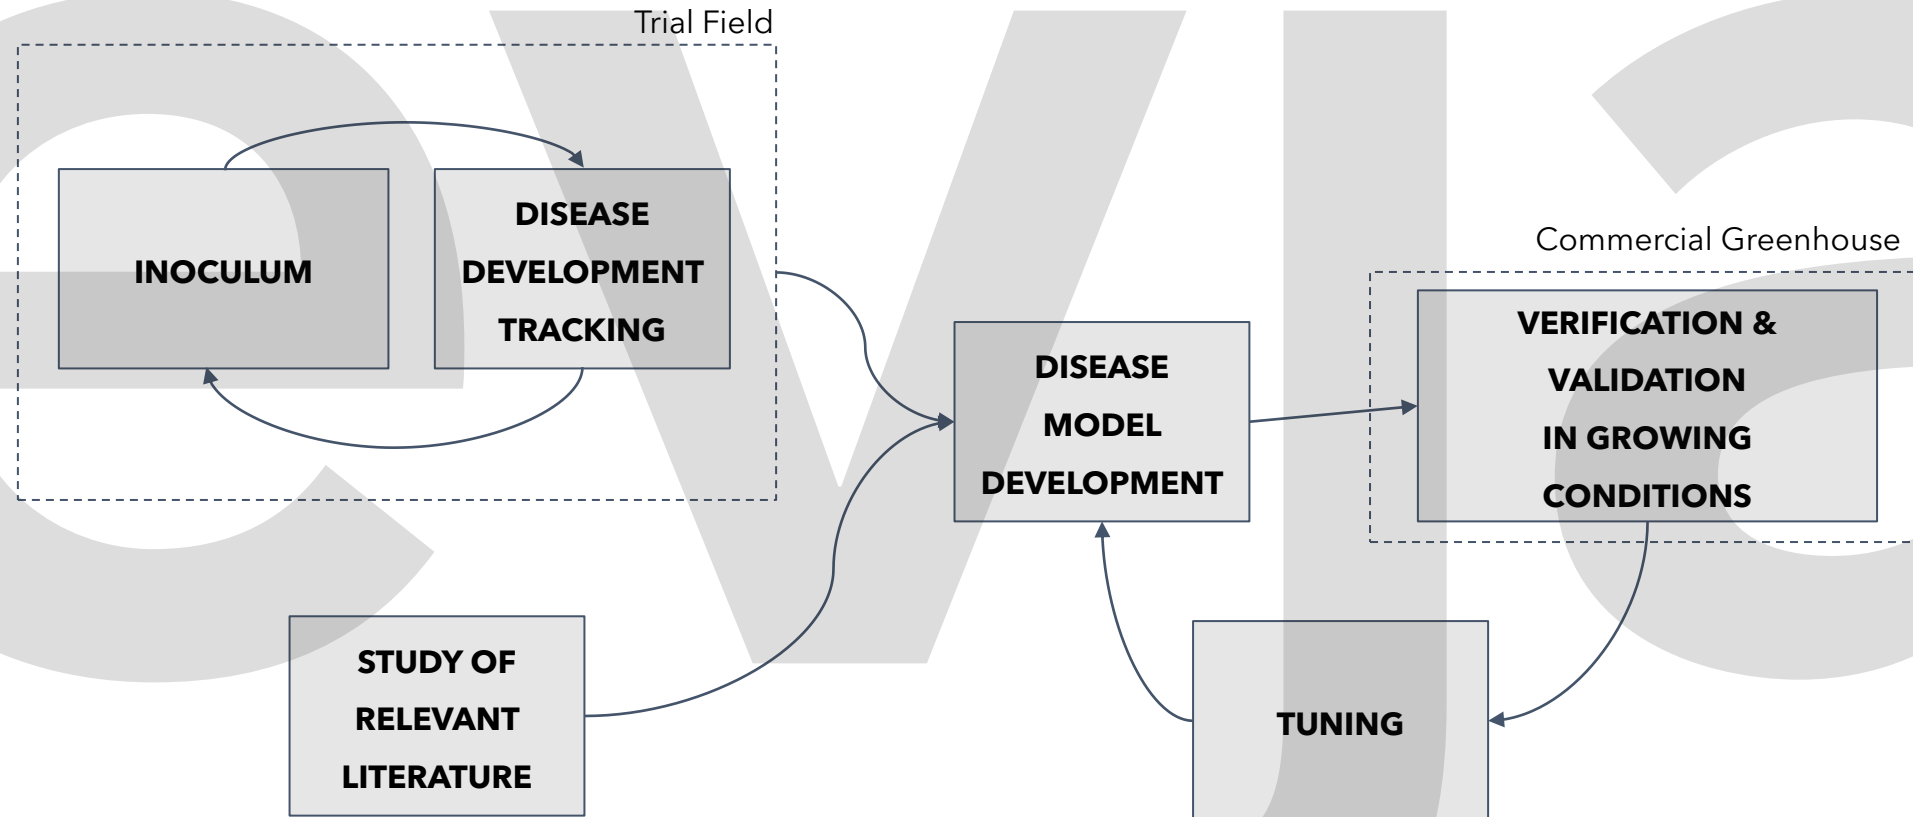 Trial Field
INOCULUM
DISEASE
DEVELOPMENT
TRACKING
Commercial Greenhouse
VERIFICATION &
VALIDATION
IN GROWING
CONDITIONS
DISEASE
MODEL
DEVELOPMENT
STUDY OF
RELEVANT
LITERATURE
TUNING